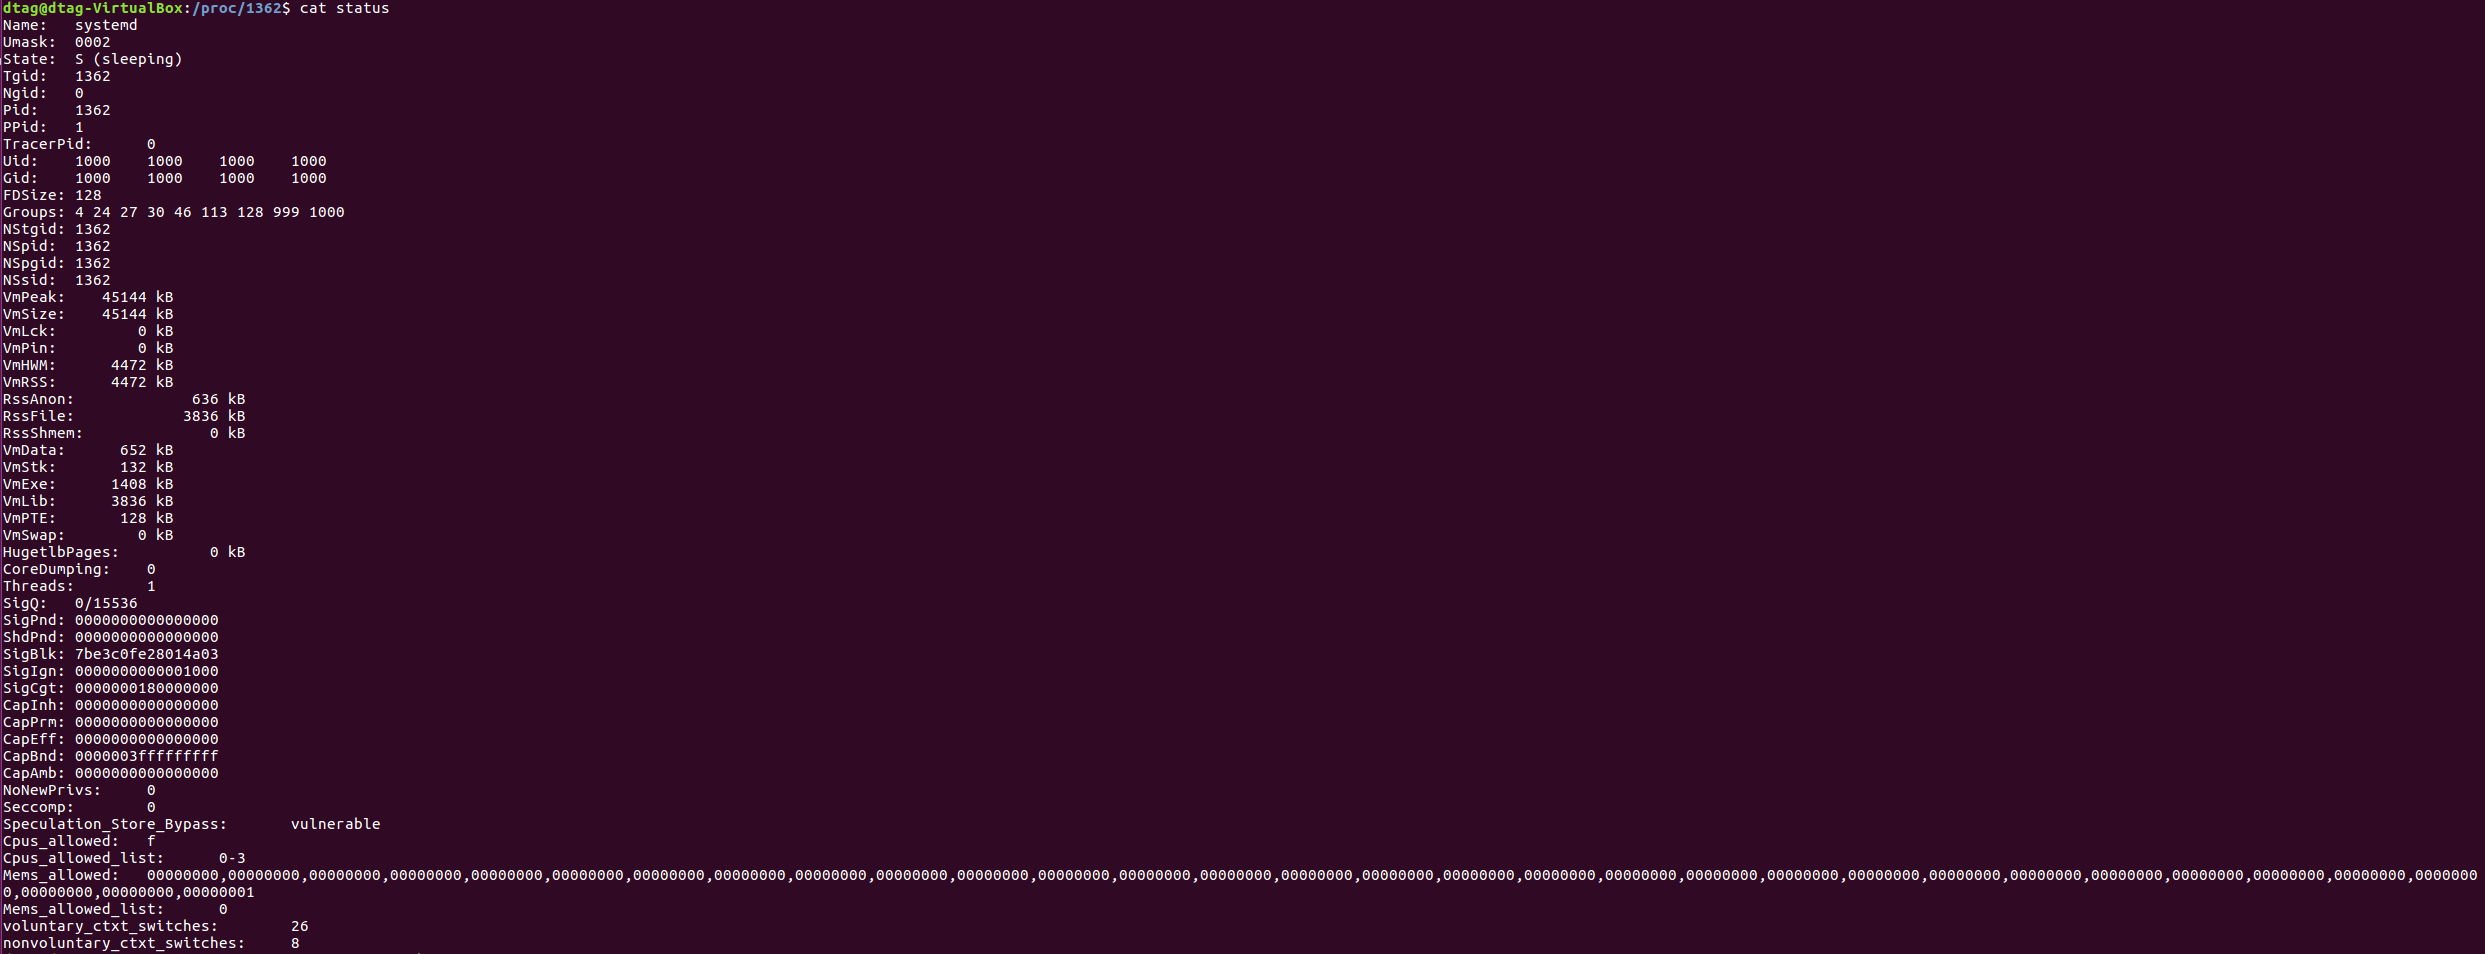 dtag@dtag-VirtualBox:/proc/1362$ cat status
Name:   systemd
Umask:  0002
State:  S (sleeping)
Tgid:   1362
Ngid:   0
Pid:    1362
PPid:   1
TracerPid:      0
Uid:    1000    1000    1000    1000
Gid:    1000    1000    1000    1000
FDSize: 128
Groups: 4 24 27 30 46 113 128 999 1000
NStgid: 1362
NSpid:  1362
NSpgid: 1362
NSsid:  1362
VmPeak:    45144 kB
VmSize:    45144 kB
VmLck:         0 kB
VmPin:         0 kB
VmHWM:      4472 kB
VmRSS:      4472 kB
RssAnon:             636 kB
RssFile:            3836 kB
RssShmem:              0 kB
VmData:      652 kB
VmStk:       132 kB
VmExe:      1408 kB
VmLib:      3836 kB
VmPTE:       128 kB
VmSwap:        0 kB
HugetlbPages:          0 kB
CoreDumping:    0
Threads:        1
SigQ:   0/15536
SigPnd: 0000000000000000
ShdPnd: 0000000000000000
SigBlk: 7be3c0fe28014a03
SigIgn: 0000000000001000
SigCgt: 0000000180000000
CapInh: 0000000000000000
CapPrm: 0000000000000000
CapEff: 0000000000000000
CapBnd: 0000003fffffffff
CapAmb: 0000000000000000
NoNewPrivs:     0
Seccomp:        0
Speculation_Store_Bypass:       vulnerable
Cpus_allowed:   f
Cpus_allowed_list:      0-3
Mems_allowed:   00000000,00000000,00000000,00000000,00000000,00000000,00000000,00000000,00000000,00000000,00000000,00000000,00000000,00000000,00000000,00000000,00000000,00000000,00000000,00000000,00000000,00000000,00000000,00000000,00000000,00000000,00000000,00000000,0000000
0,00000000,00000000,00000001
Mems_allowed_list:      0
voluntary_ctxt_switches:        26
nonvoluntary_ctxt_switches:     8